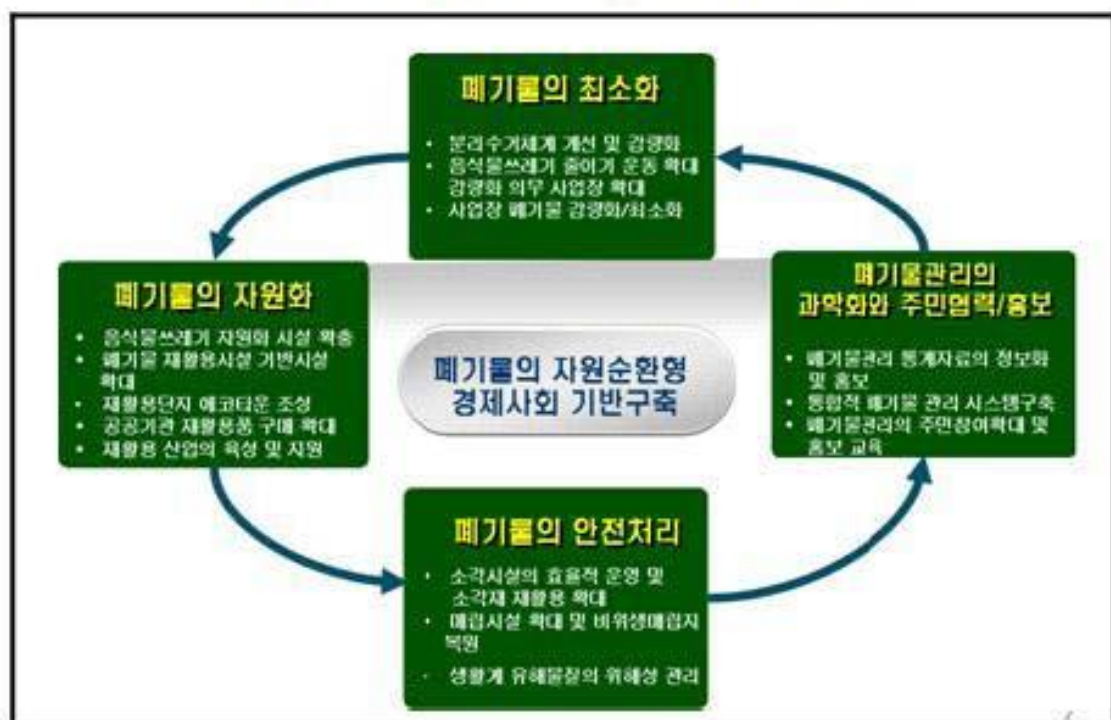 폐기물의 최소화
• 분리수거체계 개선 및 감량화
• 음식물쓰레기 줄이기 운동 확대
감량화 의무 사업장 확대
• 사업장 폐기물 감량화/최소화
폐기물의 자원화
• 음식물쓰레기 자원화 시설 확충
• 폐기물 재활용시설 기반시설
확대
• 재활용단지 에코타운 조성
• 공공기관 재활용품 구매 확대
• 재활용 산업의 육성 및 지원
폐기물의 자원순환형
경제사회 기반구축
폐기물관리의
과학화와 주민협력/홍보
• 폐기물관리 통계자료의 정보화
및 홍보
• 통합적 폐기물 관리 시스템구축
• 폐기물관리의 주민참여확대 및
홍보 교육
폐기물의 안전처리
• 소각시설의 효율적 운영 및
소각재 재활용 확대
• 매립시설 확대 및 비위생매립지
복원
• 생활계 유해물질의 위해성 관리